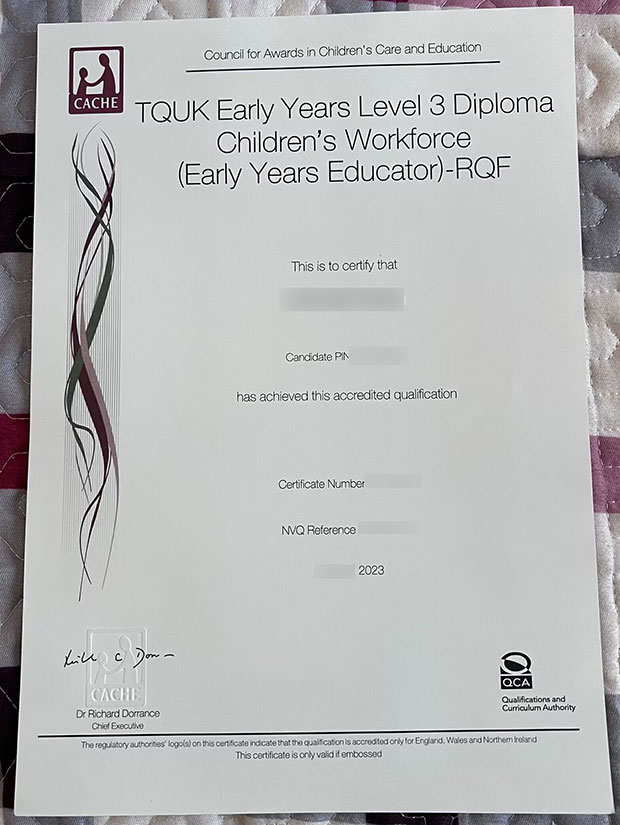 Council for Awards in Children's Care and Education
CACHE
TQUK Early Years Level 3 Diploma
Children's Workforce
(Early Years Educator)-RQF
This is to certify that
Candidate PIN
has achieved this accredited qualification
Certificate Number
NVQ Reference
2023
CACHE
Dr Richard Dorrance
Chief Executive
QCA
Qualifications and
Curriculum Authority
The regulatory authorities' logo(s) on this certificate indicate that the qualification is accredited only for England, Wales and Northern Ireland
This certificate is only valid if embossed